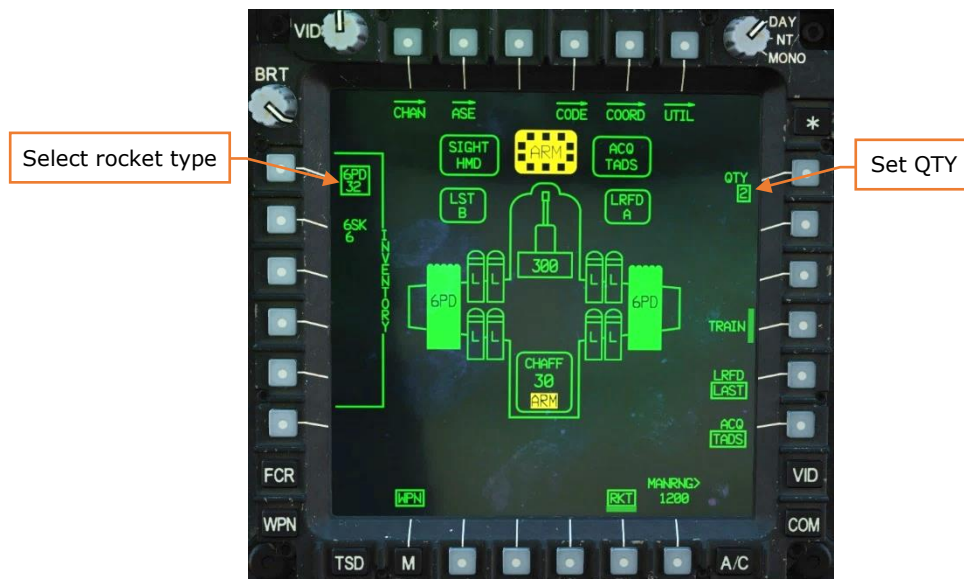 VID
DAY
NT
MONO
BRT
CHAN
ASE
CODE
COORD
UTIL
*
Select rocket type
Set QTY
6PD
32
SIGHT
HMD
ARM
ACQ
TADS
QTY
2
6SK
6
LST
B
LRFD
A
INVENTORY
300
L
L
L
L
6PD
6PD
L
L
L
L
TRAIN
CHAFF
30
ARM
LRFD
LAST
ACQ
TADS
FCR
VID
MANRNG>
1200
WPN
RKT
WPN
COM
TSD
M
A/C